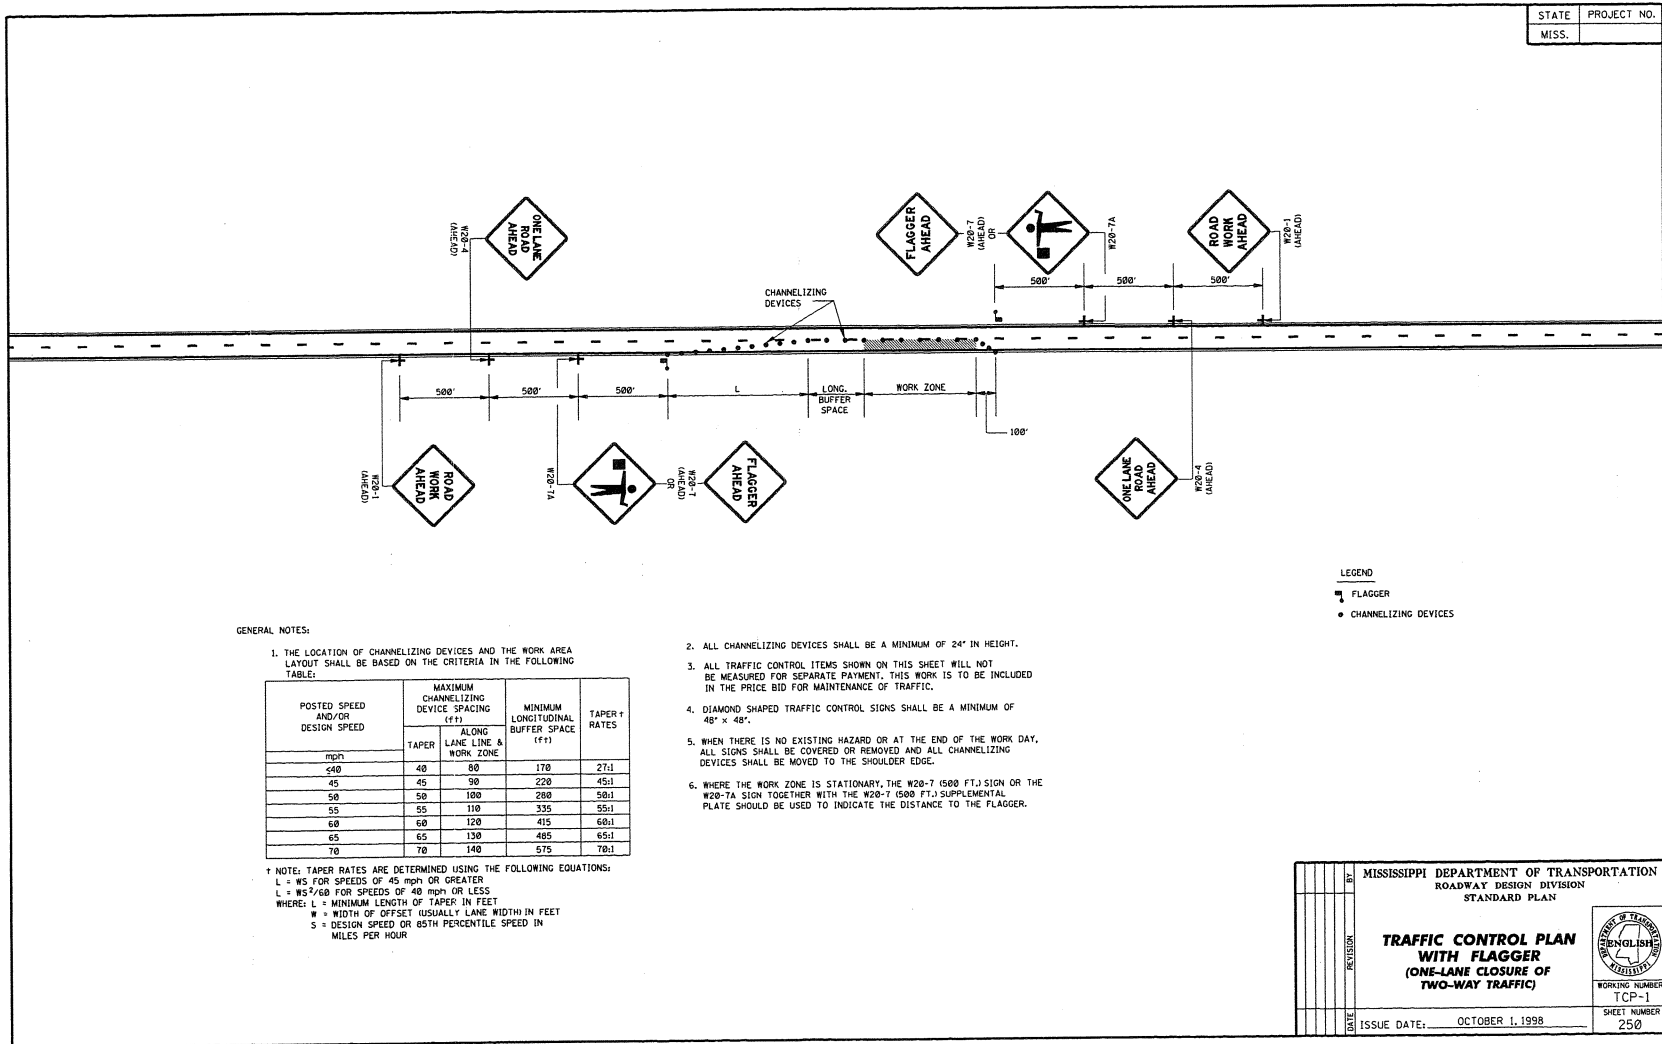 STATE PROJECT NO.
MISS.
W20-4
(AHEAD)
ONE LANE
ROAD
AHEAD
FLAGGER
AHEAD
W20-7
(AHEAD)
OR
W20-7A
ROAD
WORK
AHEAD
W20-1
(AHEAD)
500' 500' 500'
CHANNELIZING
DEVICES
500' 500' 500' L LONG.
BUFFER
SPACE
WORK ZONE
100'
W20-1
(AHEAD)
ROAD
WORK
AHEAD
W20-7A
OR
W20-7
(AHEAD)
FLAGGER
AHEAD
ONE LANE
ROAD
AHEAD
W20-4
(AHEAD)
LEGEND
FLAGGER
CHANNELIZING DEVICES
GENERAL NOTES:
1. THE LOCATION OF CHANNELIZING DEVICES AND THE WORK AREA
LAYOUT SHALL BE BASED ON THE CRITERIA IN THE FOLLOWING
TABLE:
POSTED SPEED
AND/OR
DESIGN SPEED
mph
MAXIMUM
CHANNELIZING
DEVICE SPACING
(ft)
TAPER
ALONG
LANE LINE &
WORK ZONE
MINIMUM
LONGITUDINAL
BUFFER SPACE
(ft)
TAPER †
RATES
≤40 40 80 170 27:1
45 45 90 220 45:1
50 50 100 280 50:1
55 55 110 335 55:1
60 60 120 415 60:1
65 65 130 485 65:1
70 70 140 575 70:1
† NOTE: TAPER RATES ARE DETERMINED USING THE FOLLOWING EQUATIONS:
L = WS FOR SPEEDS OF 45 mph OR GREATER
L = WS²/60 FOR SPEEDS OF 40 mph OR LESS
WHERE: L = MINIMUM LENGTH OF TAPER IN FEET
W = WIDTH OF OFFSET (USUALLY LANE WIDTH) IN FEET
S = DESIGN SPEED OR 85TH PERCENTILE SPEED IN
MILES PER HOUR
2. ALL CHANNELIZING DEVICES SHALL BE A MINIMUM OF 24" IN HEIGHT.
3. ALL TRAFFIC CONTROL ITEMS SHOWN ON THIS SHEET WILL NOT
BE MEASURED FOR SEPARATE PAYMENT. THIS WORK IS TO BE INCLUDED
IN THE PRICE BID FOR MAINTENANCE OF TRAFFIC.
4. DIAMOND SHAPED TRAFFIC CONTROL SIGNS SHALL BE A MINIMUM OF
48" x 48".
5. WHEN THERE IS NO EXISTING HAZARD OR AT THE END OF THE WORK DAY,
ALL SIGNS SHALL BE COVERED OR REMOVED AND ALL CHANNELIZING
DEVICES SHALL BE MOVED TO THE SHOULDER EDGE.
6. WHERE THE WORK ZONE IS STATIONARY, THE W20-7 (500 FT.) SIGN OR THE
W20-7A SIGN TOGETHER WITH THE W20-7 (500 FT.) SUPPLEMENTAL
PLATE SHOULD BE USED TO INDICATE THE DISTANCE TO THE FLAGGER.
BY
REVISION
DATE
MISSISSIPPI DEPARTMENT OF TRANSPORTATION
ROADWAY DESIGN DIVISION
STANDARD PLAN
TRAFFIC CONTROL PLAN
WITH FLAGGER
(ONE-LANE CLOSURE OF
TWO-WAY TRAFFIC)
DEPARTMENT OF TRANSPORTATION
ENGLISH
MISSISSIPPI
WORKING NUMBER
TCP-1
ISSUE DATE: OCTOBER 1, 1998
SHEET NUMBER
250